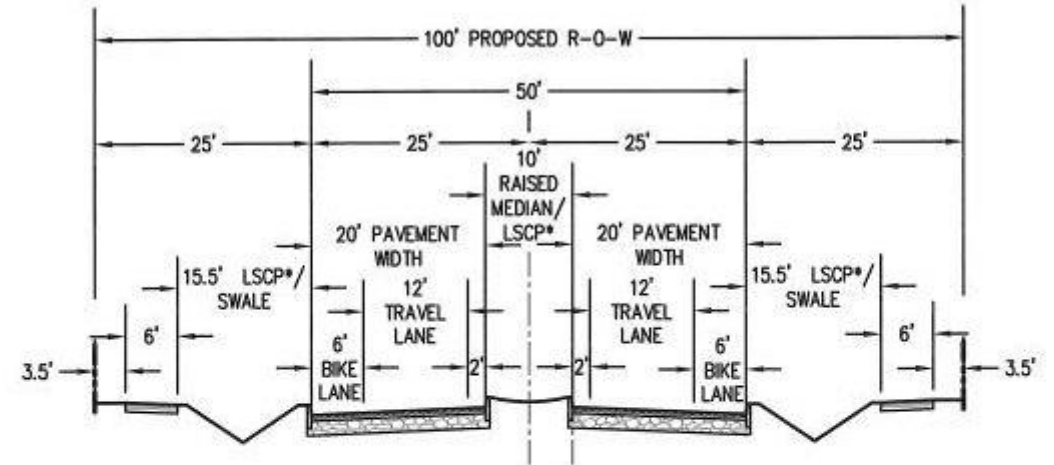 100' PROPOSED R-O-W
50'
25'
25'
25'
25'
10'
RAISED
MEDIAN/
LSCP*
20' PAVEMENT
WIDTH
20' PAVEMENT
WIDTH
15.5' LSCP*/
SWALE
15.5' LSCP*/
SWALE
12'
TRAVEL
LANE
12'
TRAVEL
LANE
6'
6'
6'
BIKE
LANE
2'
2'
6'
BIKE
LANE
3.5'
3.5'